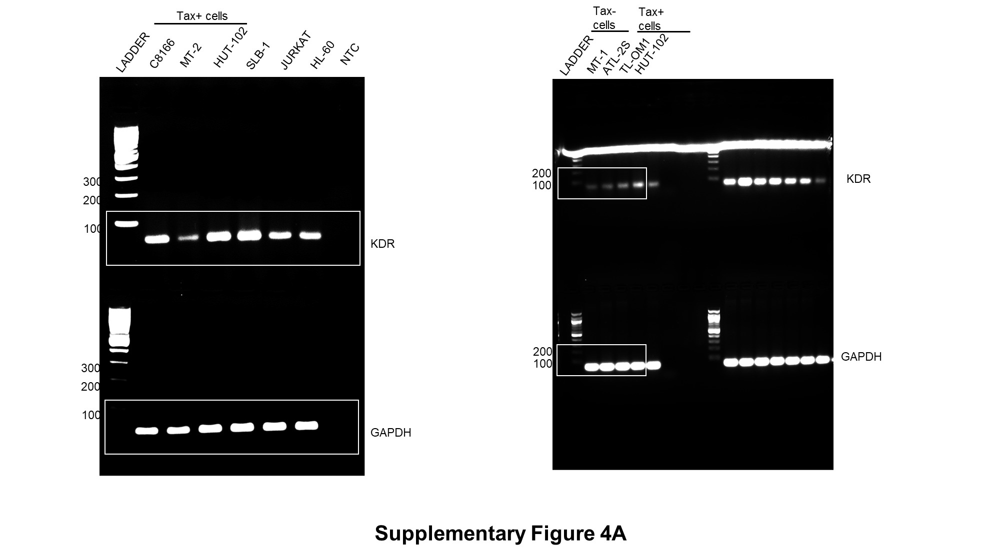 Tax+ cells
LADDER
C8166
MT-2
HUT-102
SLB-1
JURKAT
HL-60
NTC
300
200
100
KDR
300
200
100
GAPDH
Tax-
cells
Tax+
cells
LADDER
MT-1
ATL-2S
TL-OM1
HUT-102
200
100
KDR
200
100
GAPDH
Supplementary Figure 4A